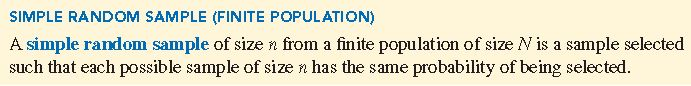 SIMPLE RANDOM SAMPLE (FINITE POPULATION)
A simple random sample of size n from a finite population of size N is a sample selected
such that each possible sample of size n has the same probability of being selected.